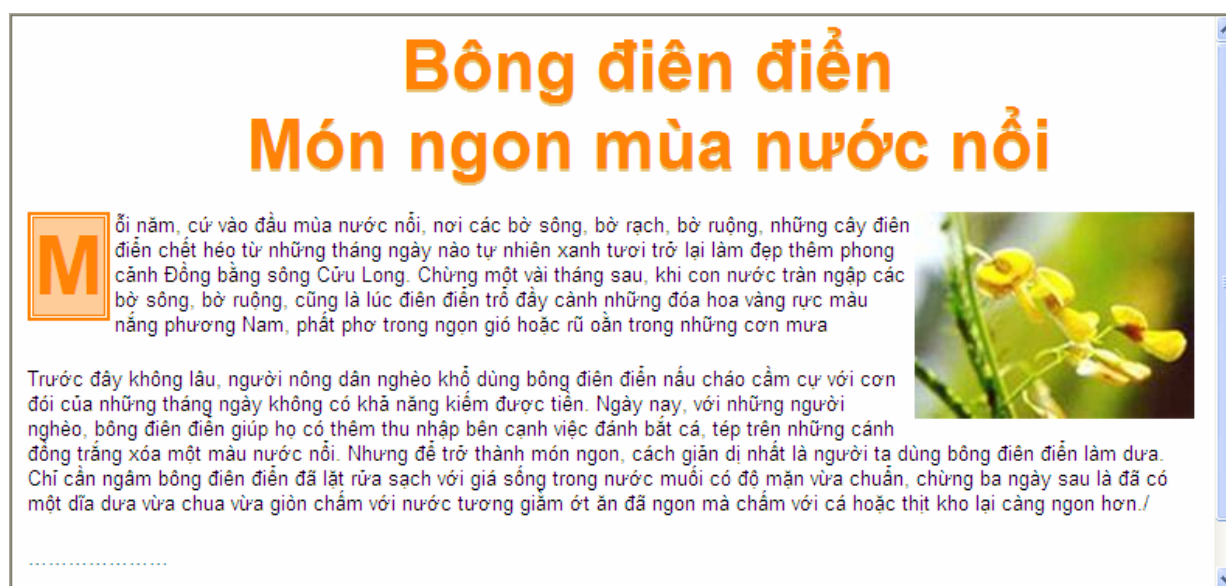 Bông điên điển
Món ngon mùa nước nổi
Mỗi năm, cứ vào đầu mùa nước nổi, nơi các bờ sông, bờ rạch, bờ ruộng, những cây điên
điển chết héo từ những tháng ngày nào tự nhiên xanh tươi trở lại làm đẹp thêm phong
cảnh Đồng bằng sông Cửu Long. Chừng một vài tháng sau, khi con nước tràn ngập các
bờ sông, bờ ruộng, cũng là lúc điên điển trổ đầy cành những đóa hoa vàng rực màu
nắng phương Nam, phất phơ trong ngọn gió hoặc rũ oằn trong những cơn mưa
Trước đây không lâu, người nông dân nghèo khổ dùng bông điên điển nấu cháo cầm cự với cơn
đói của những tháng ngày không có khả năng kiếm được tiền. Ngày nay, với những người
nghèo, bông điên điển giúp họ có thêm thu nhập bên cạnh việc đánh bắt cá, tép trên những cánh
đồng trắng xóa một màu nước nổi. Nhưng để trở thành món ngon, cách giản dị nhất là người ta dùng bông điên điển làm dưa.
Chỉ cần ngâm bông điên điển đã lặt rửa sạch với giá sống trong nước muối có độ mặn vừa chuẩn, chừng ba ngày sau là đã có
một dĩa dưa vừa chua vừa giòn chấm với nước tương giằm ớt ăn đã ngon mà chấm với cá hoặc thịt kho lại càng ngon hơn./
…………………